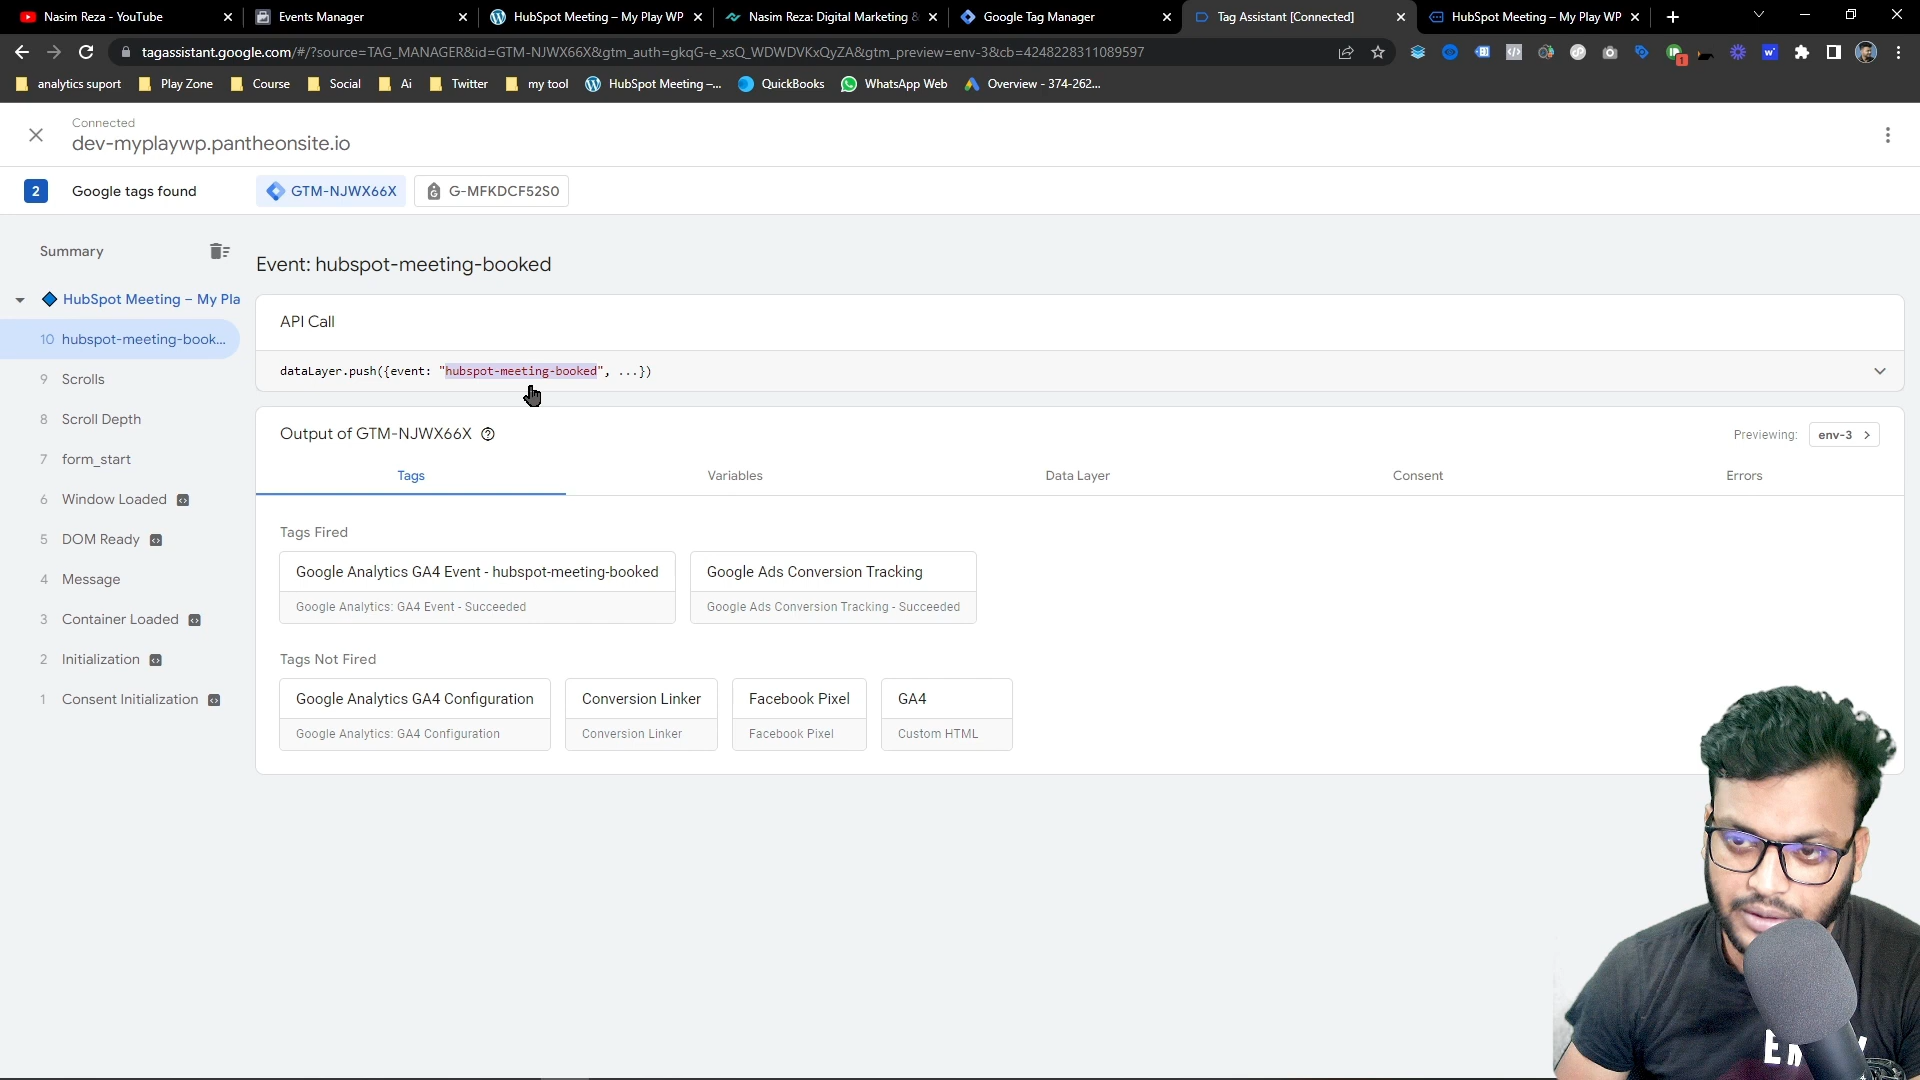 Nasim Reza - YouTube
Events Manager
HubSpot Meeting – My Play WP
Nasim Reza: Digital Marketing &
Google Tag Manager
Tag Assistant [Connected]
HubSpot Meeting – My Play WP
tagassistant.google.com/#/?source=TAG_MANAGER&id=GTM-NJWX66X&gtm_auth=gkqG-e_xsQ_WDWDVKxQyZA&gtm_preview=env-3&cb=4248228311089597
analytics suport
Play Zone
Course
Social
Ai
Twitter
my tool
HubSpot Meeting –...
QuickBooks
WhatsApp Web
Overview - 374-262...
Connected
dev-myplaywp.pantheonsite.io
2 Google tags found
GTM-NJWX66X
G-MFKDCF52S0
Summary
HubSpot Meeting – My Pla
10 hubspot-meeting-book...
9 Scrolls
8 Scroll Depth
7 form_start
6 Window Loaded
5 DOM Ready
4 Message
3 Container Loaded
2 Initialization
1 Consent Initialization
Event: hubspot-meeting-booked
API Call
dataLayer.push({event: "hubspot-meeting-booked", ...})
Output of GTM-NJWX66X
Previewing: env-3
Tags
Variables
Data Layer
Consent
Errors
Tags Fired
Google Analytics GA4 Event - hubspot-meeting-booked
Google Analytics: GA4 Event - Succeeded
Google Ads Conversion Tracking
Google Ads Conversion Tracking - Succeeded
Tags Not Fired
Google Analytics GA4 Configuration
Google Analytics: GA4 Configuration
Conversion Linker
Conversion Linker
Facebook Pixel
Facebook Pixel
GA4
Custom HTML